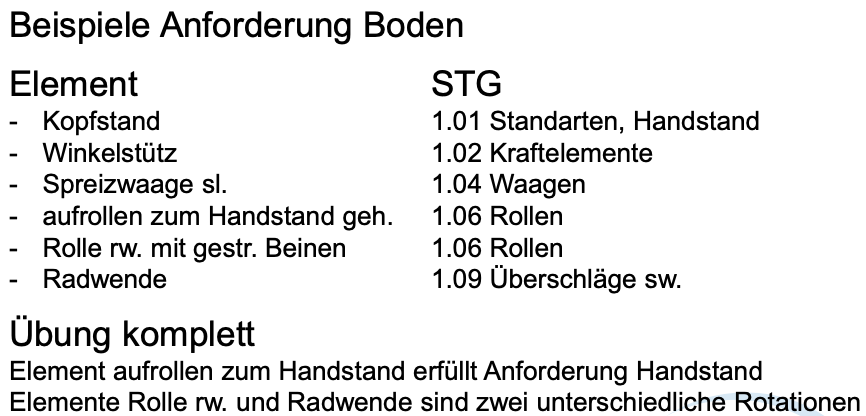 Beispiele Anforderung Boden
Element STG
- Kopfstand 1.01 Standarten, Handstand
- Winkelstütz 1.02 Kraftelemente
- Spreizwaage sl. 1.04 Waagen
- aufrollen zum Handstand geh. 1.06 Rollen
- Rolle rw. mit gestr. Beinen 1.06 Rollen
- Radwende 1.09 Überschläge sw.
Übung komplett
Element aufrollen zum Handstand erfüllt Anforderung Handstand
Elemente Rolle rw. und Radwende sind zwei unterschiedliche Rotationen